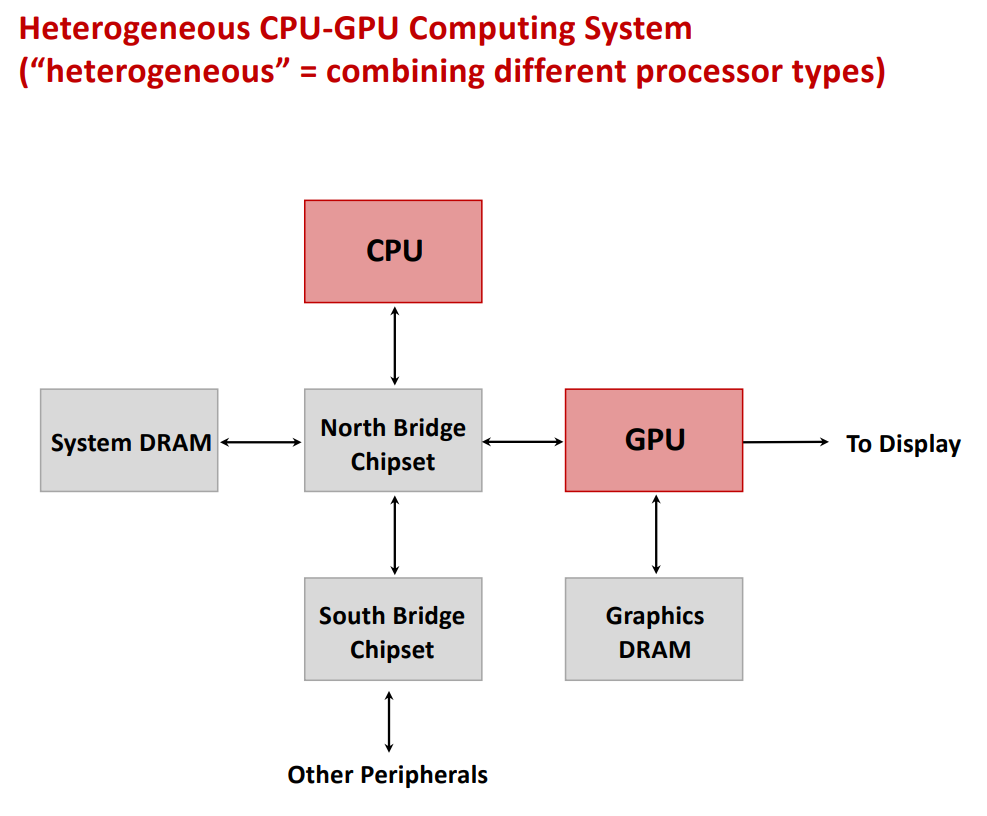 Heterogeneous CPU-GPU Computing System
(“heterogeneous” = combining different processor types)
CPU
System DRAM
North Bridge
Chipset
GPU
To Display
South Bridge
Chipset
Graphics
DRAM
Other Peripherals